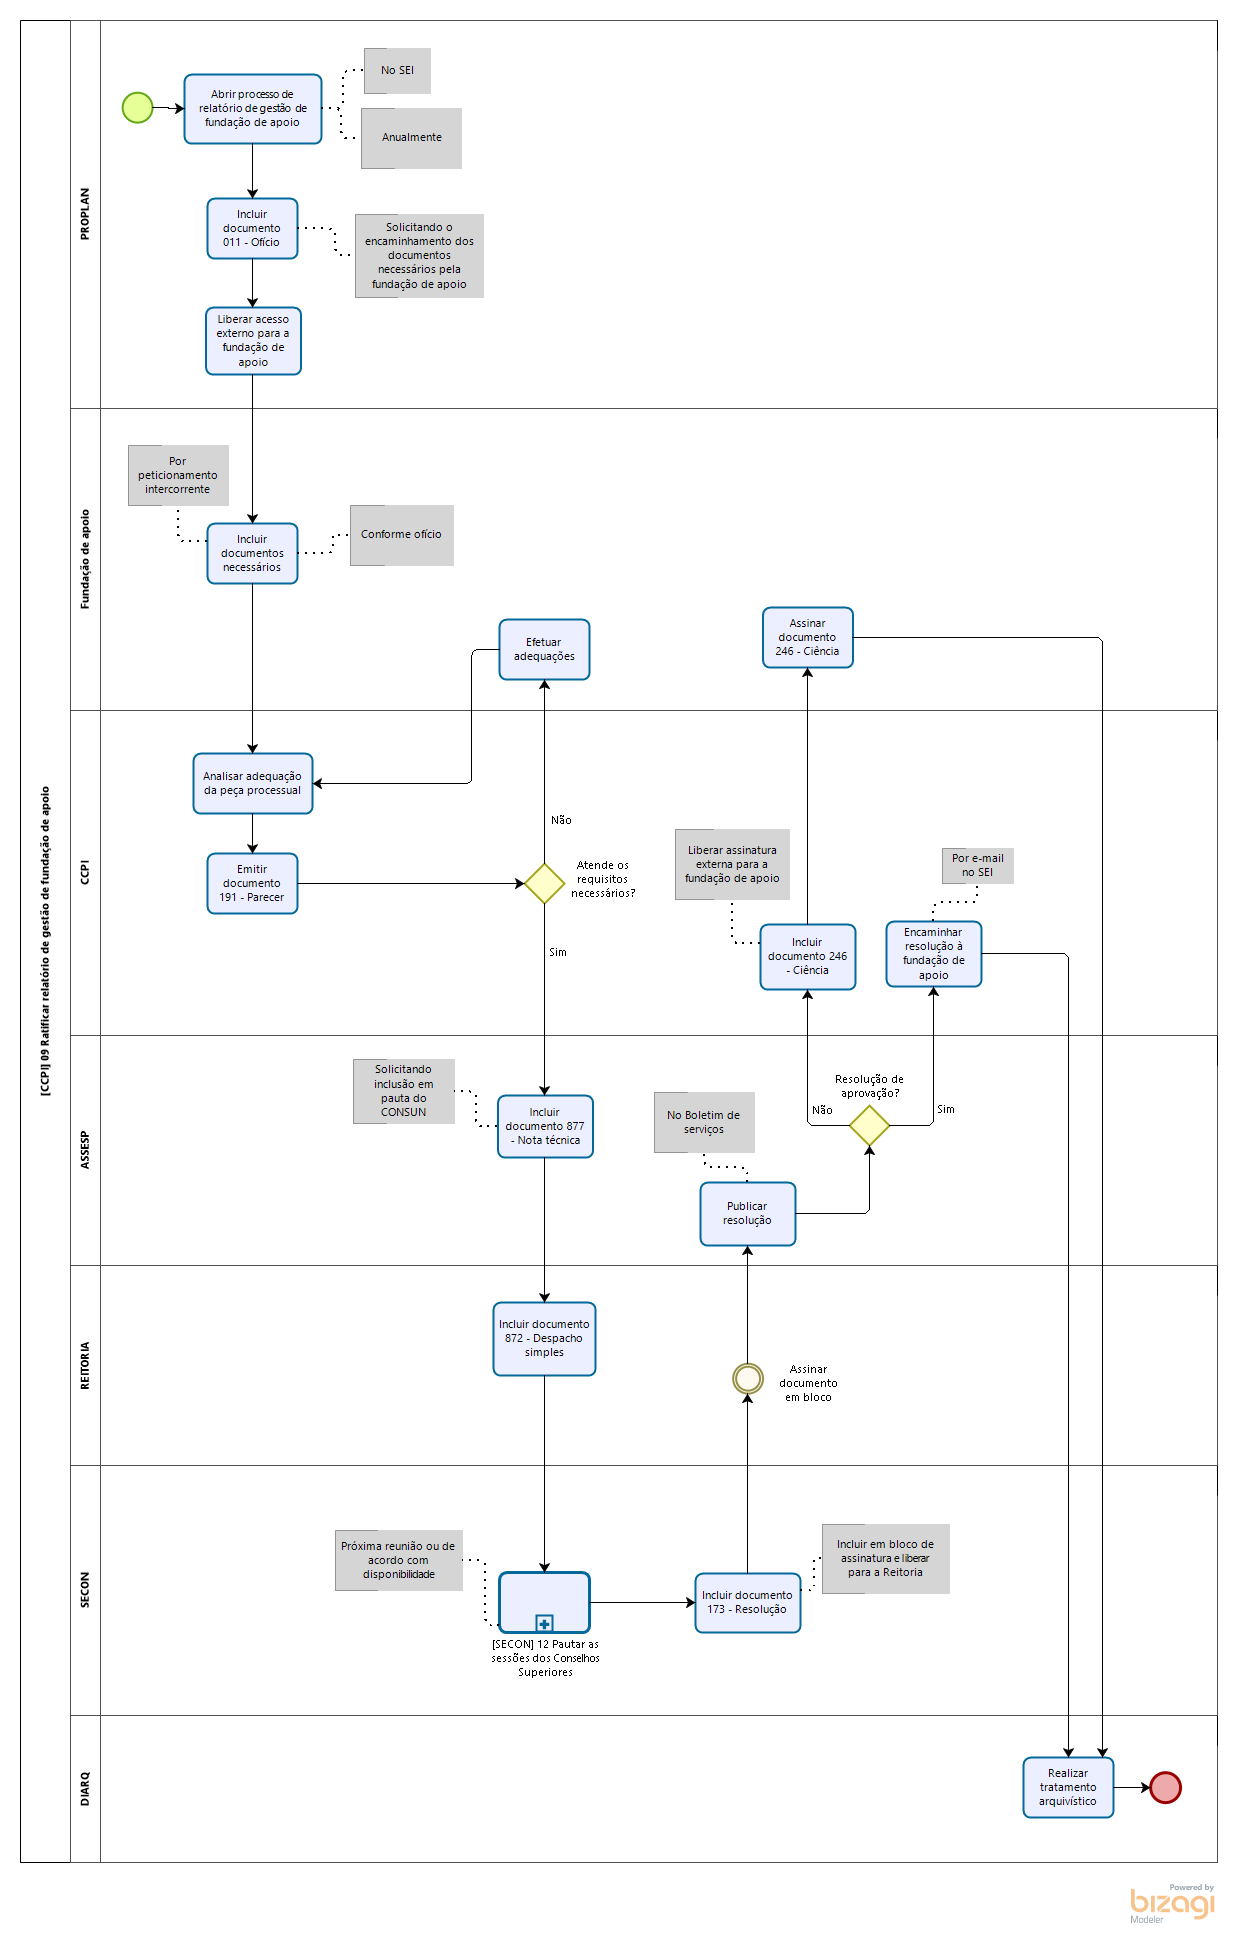 [CCPI] 09 Ratificar relatório de gestão de fundação de apoio
PROPLAN
Abrir processo de
relatório de gestão de
fundação de apoio
No SEI
Anualmente
Incluir
documento
011 - Ofício
Solicitando o
encaminhamento dos
documentos
necessários pela
fundação de apoio
Liberar acesso
externo para a
fundação de
apoio
Fundação de apoio
Por
peticionamento
intercorrente
Incluir
documentos
necessários
Conforme ofício
Efetuar
adequações
Assinar
documento
246 - Ciência
CCPI
Analisar adequação
da peça processual
Emitir
documento
191 - Parecer
Não
Atende os
requisitos
necessários?
Sim
Liberar assinatura
externa para a
fundação de apoio
Incluir
documento 246
- Ciência
Por e-mail
no SEI
Encaminhar
resolução à
fundação de
apoio
ASSESP
Solicitando
inclusão em
pauta do
CONSUN
Incluir
documento 877
- Nota técnica
No Boletim de
serviços
Publicar
resolução
Resolução de
aprovação?
Não
Sim
REITORIA
Incluir documento
872 - Despacho
simples
Assinar
documento
em bloco
SECON
Próxima reunião ou de
acordo com
disponibilidade
[SECON] 12 Pautar as
sessões dos Conselhos
Superiores
Incluir documento
173 - Resolução
Incluir em bloco de
assinatura e liberar
para a Reitoria
DIARQ
Realizar
tratamento
arquivístico
Powered by
bizagi
Modeler